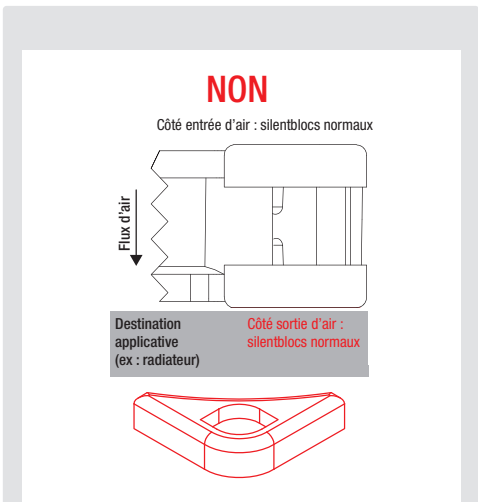 NON
Côté entrée d'air : silentblocs normaux
Flux d'air
Destination
applicative
(ex : radiateur)
Côté sortie d'air :
silentblocs normaux